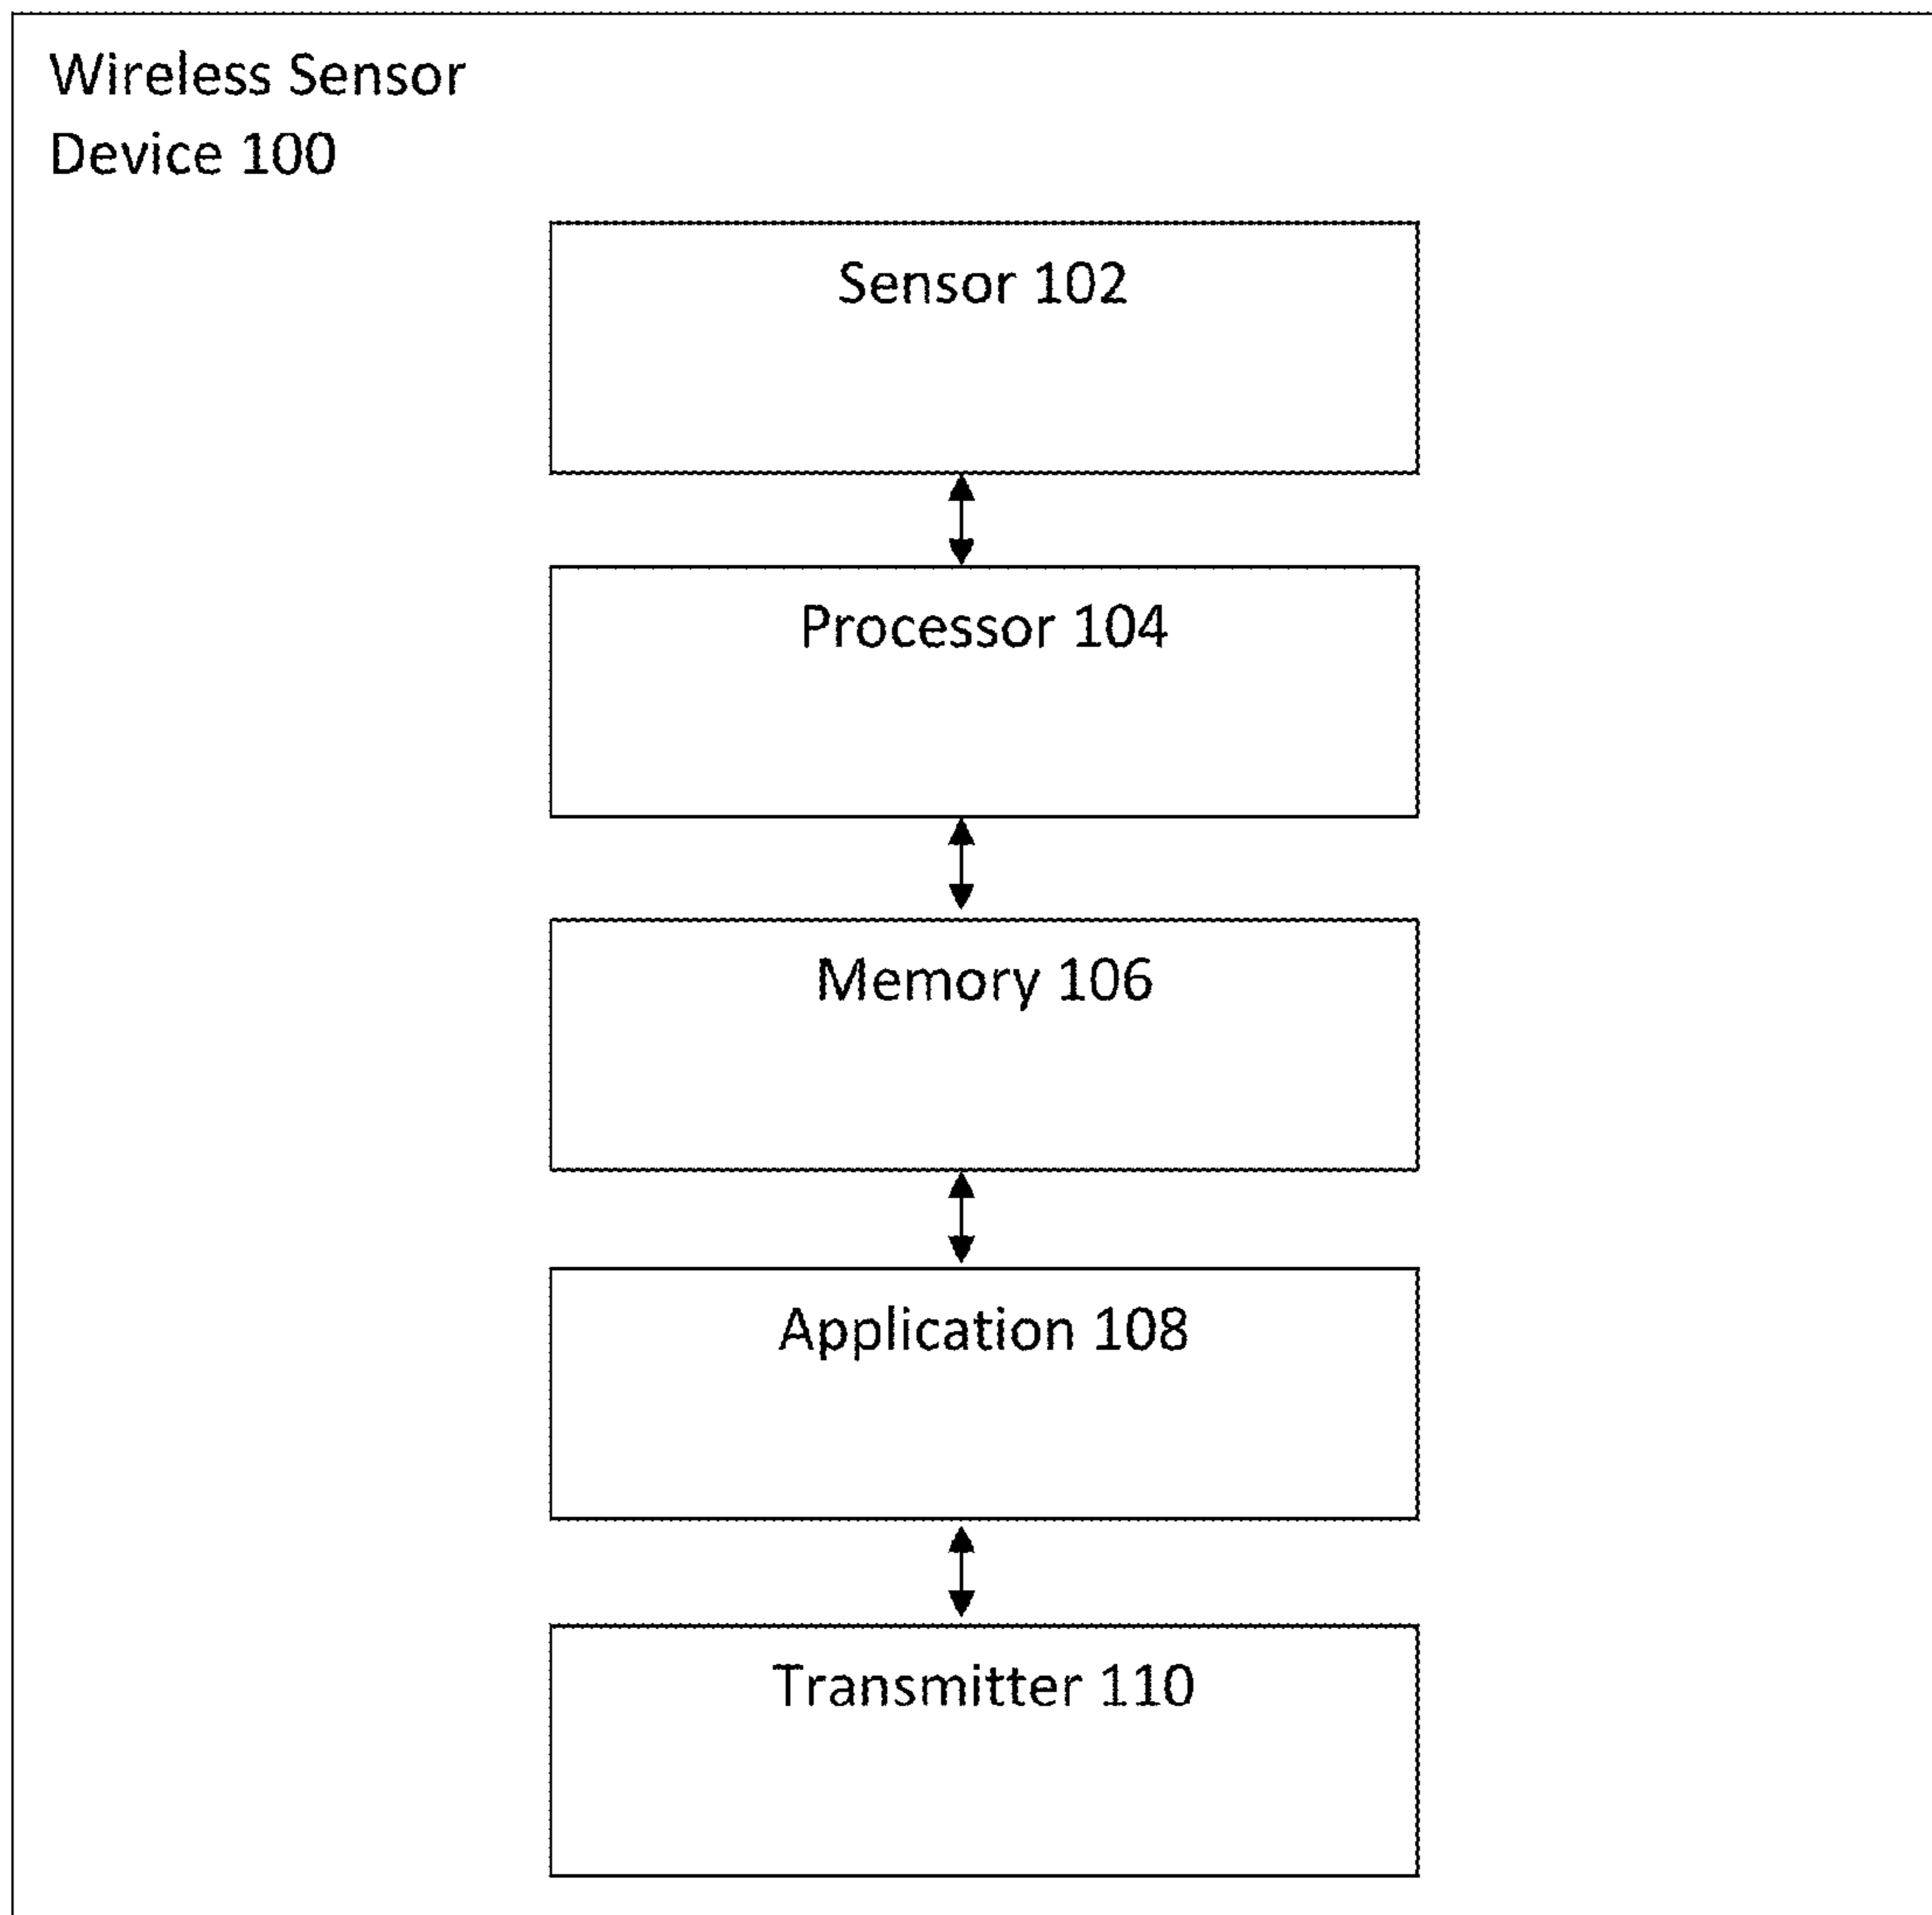 Wireless Sensor
Device 100
Sensor 102
Processor 104
Memory 106
Application 108
Transmitter 110